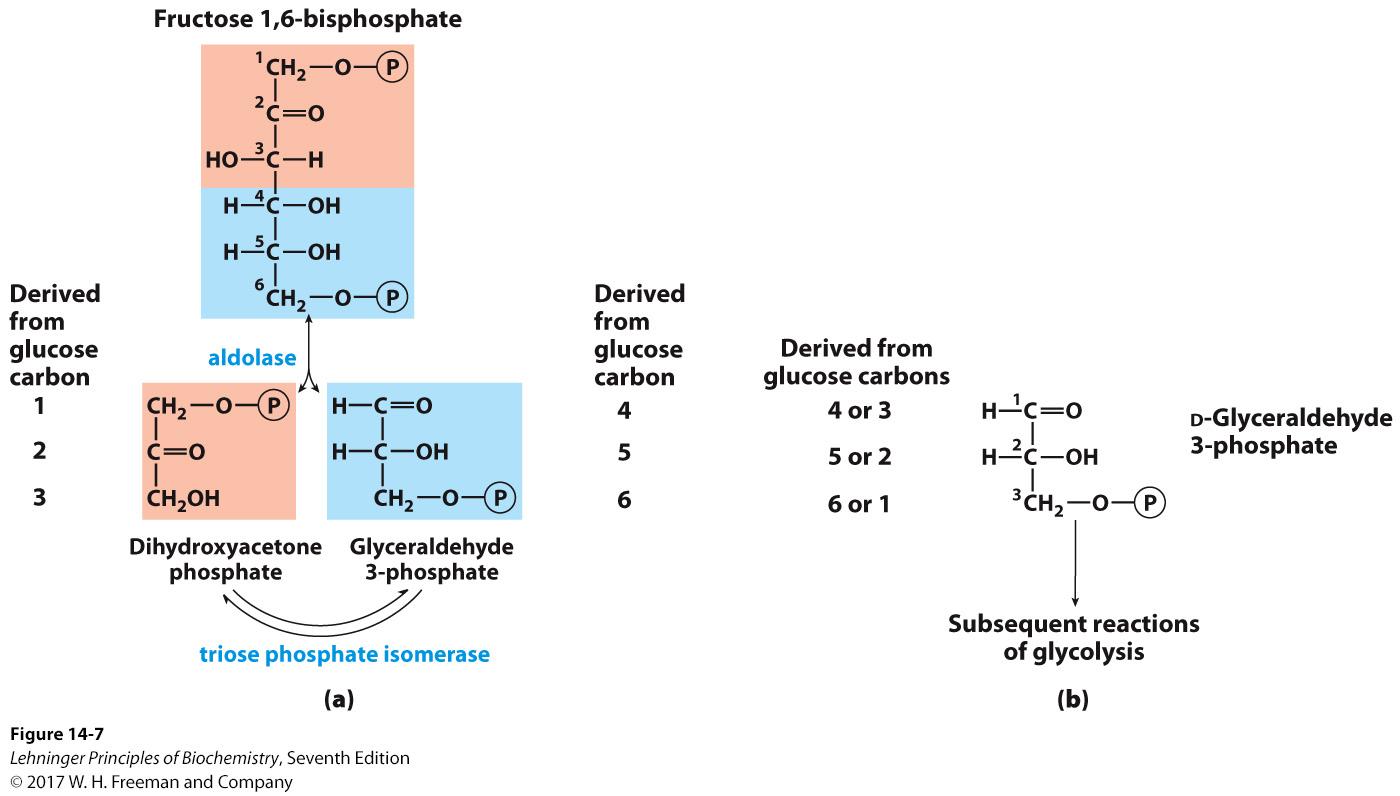 Fructose 1,6-bisphosphate
1CH2—O—P
2C=O
HO—3C—H
H—4C—OH
H—5C—OH
6CH2—O—P
aldolase
Derived
from
glucose
carbon
1
2
3
CH2—O—P
C=O
CH2OH
Dihydroxyacetone
phosphate
H—C=O
H—C—OH
CH2—O—P
Glyceraldehyde
3-phosphate
Derived
from
glucose
carbon
4
5
6
triose phosphate isomerase
(a)
Derived from
glucose carbons
4 or 3
5 or 2
6 or 1
H—1C=O
H—2C—OH
3CH2—O—P
D-Glyceraldehyde
3-phosphate
Subsequent reactions
of glycolysis
(b)
Figure 14-7
Lehninger Principles of Biochemistry, Seventh Edition
© 2017 W. H. Freeman and Company